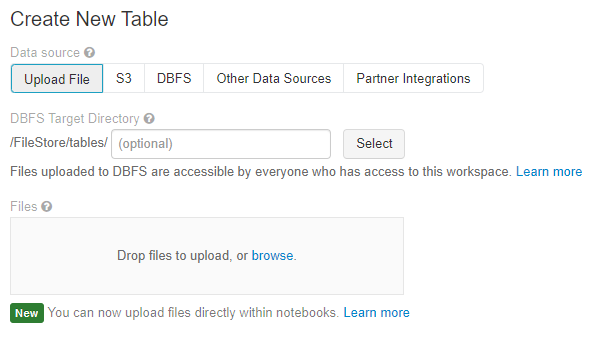 Create New Table
Data source ?
Upload File S3 DBFS Other Data Sources Partner Integrations
DBFS Target Directory ?
/FileStore/tables/ (optional) Select
Files uploaded to DBFS are accessible by everyone who has access to this workspace. Learn more
Files ?
Drop files to upload, or browse.
New You can now upload files directly within notebooks. Learn more